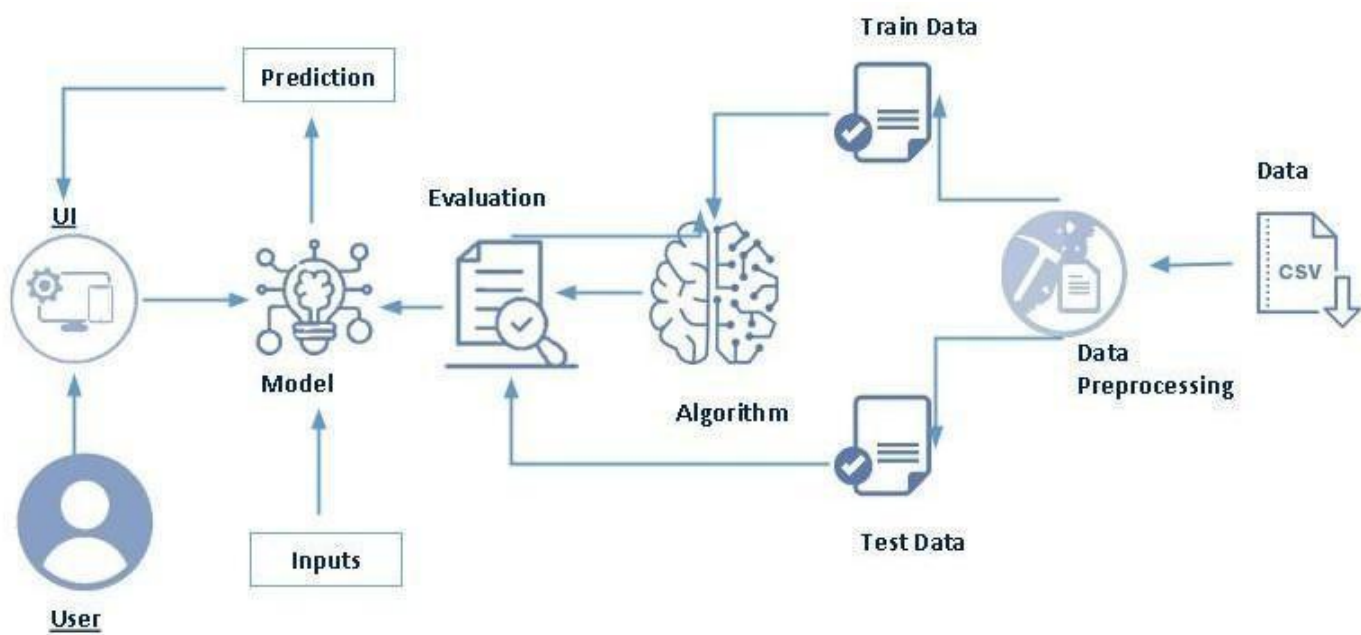 Train Data
Prediction
Data
Evaluation
UI
CSV
Data
Preprocessing
Model
Algorithm
Test Data
Inputs
User